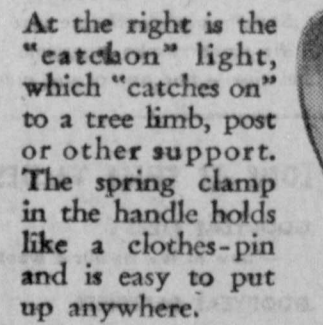 At the right is the
"catchon" light,
which "catches on"
to a tree limb, post
or other support.
The spring clamp
in the handle holds
like a clothes-pin
and is easy to put
up anywhere.